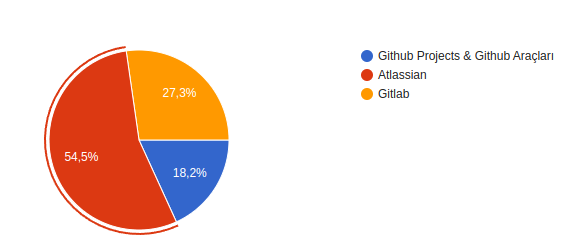 Github Projects & Github Araçları
Atlassian
Gitlab
27,3%
54,5%
18,2%